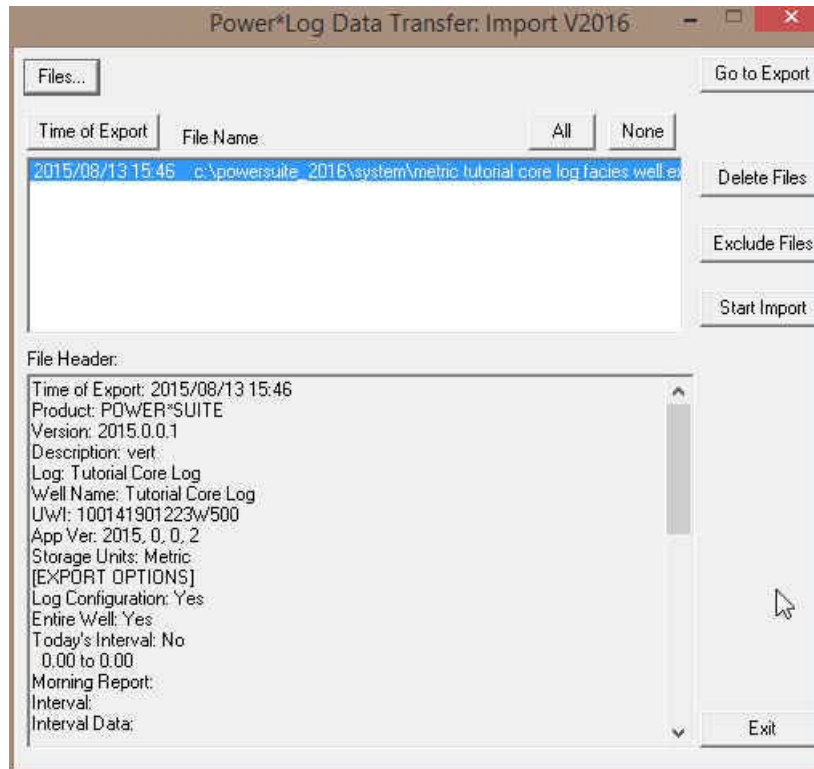 Power*Log Data Transfer: Import V2016
Files...
Go to Export
Time of Export
File Name
All
None
2015/08/13 15:46 c:\powersuite_2016\system\metric tutorial core log facies well.ex
Delete Files
Exclude Files
Start Import
File Header:
Time of Export: 2015/08/13 15:46
Product: POWER*SUITE
Version: 2015.0.0.1
Description: vert
Log: Tutorial Core Log
Well Name: Tutorial Core Log
UWI: 100141901223W500
App Ver: 2015, 0, 0, 2
Storage Units: Metric
[EXPORT OPTIONS]
Log Configuration: Yes
Entire Well: Yes
Today's Interval: No
0.00 to 0.00
Morning Report:
Interval:
Interval Data:
Exit